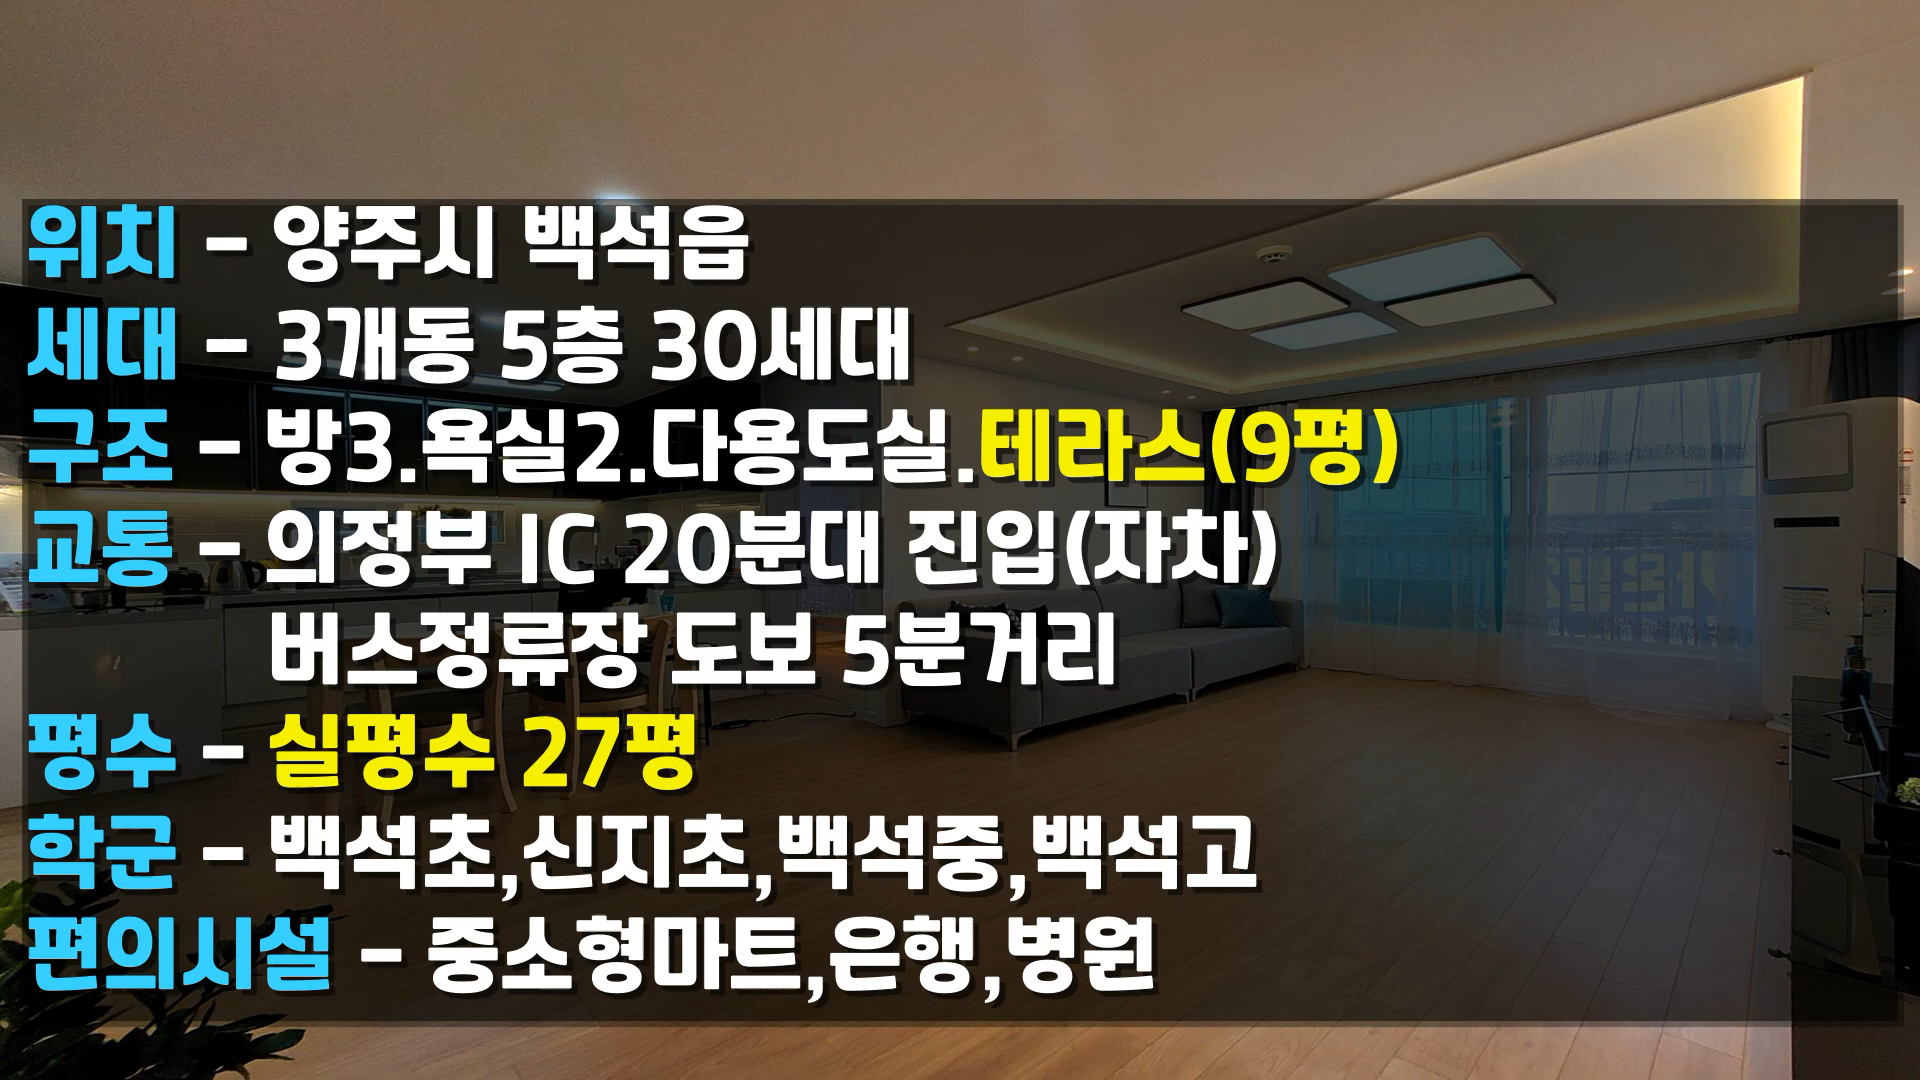 위치 - 양주시 백석읍
세대 - 3개동 5층 30세대
구조 - 방3.욕실2.다용도실.테라스(9평)
교통 - 의정부 IC 20분대 진입(자차)
버스정류장 도보 5분거리
평수 - 실평수 27평
학군 - 백석초,신지초,백석중,백석고
편의시설 - 중소형마트,은행,병원